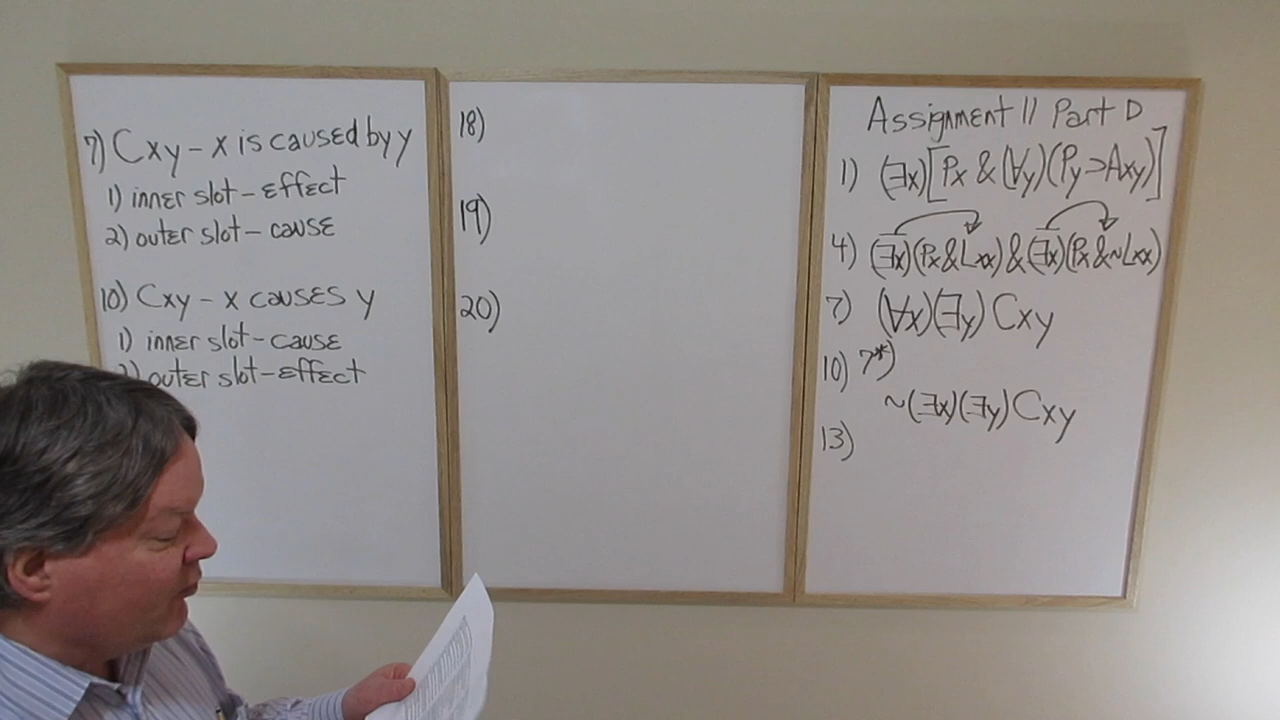 7) Cxy – x is caused by y
1) inner slot – effect
2) outer slot – cause
10) Cxy – x causes y
1) inner slot – cause
2) outer slot – effect
18)
19)
20)
Assignment 11 Part D
1) (∃x)[Px & (∀y)(Py>Axy)]
4) (∃x)(Px&Lxx)&(∃x)(Px&~Lxx)
7) (∀x)(∃y)Cxy
10) 7*)
~(∃x)(∃y)Cxy
13)